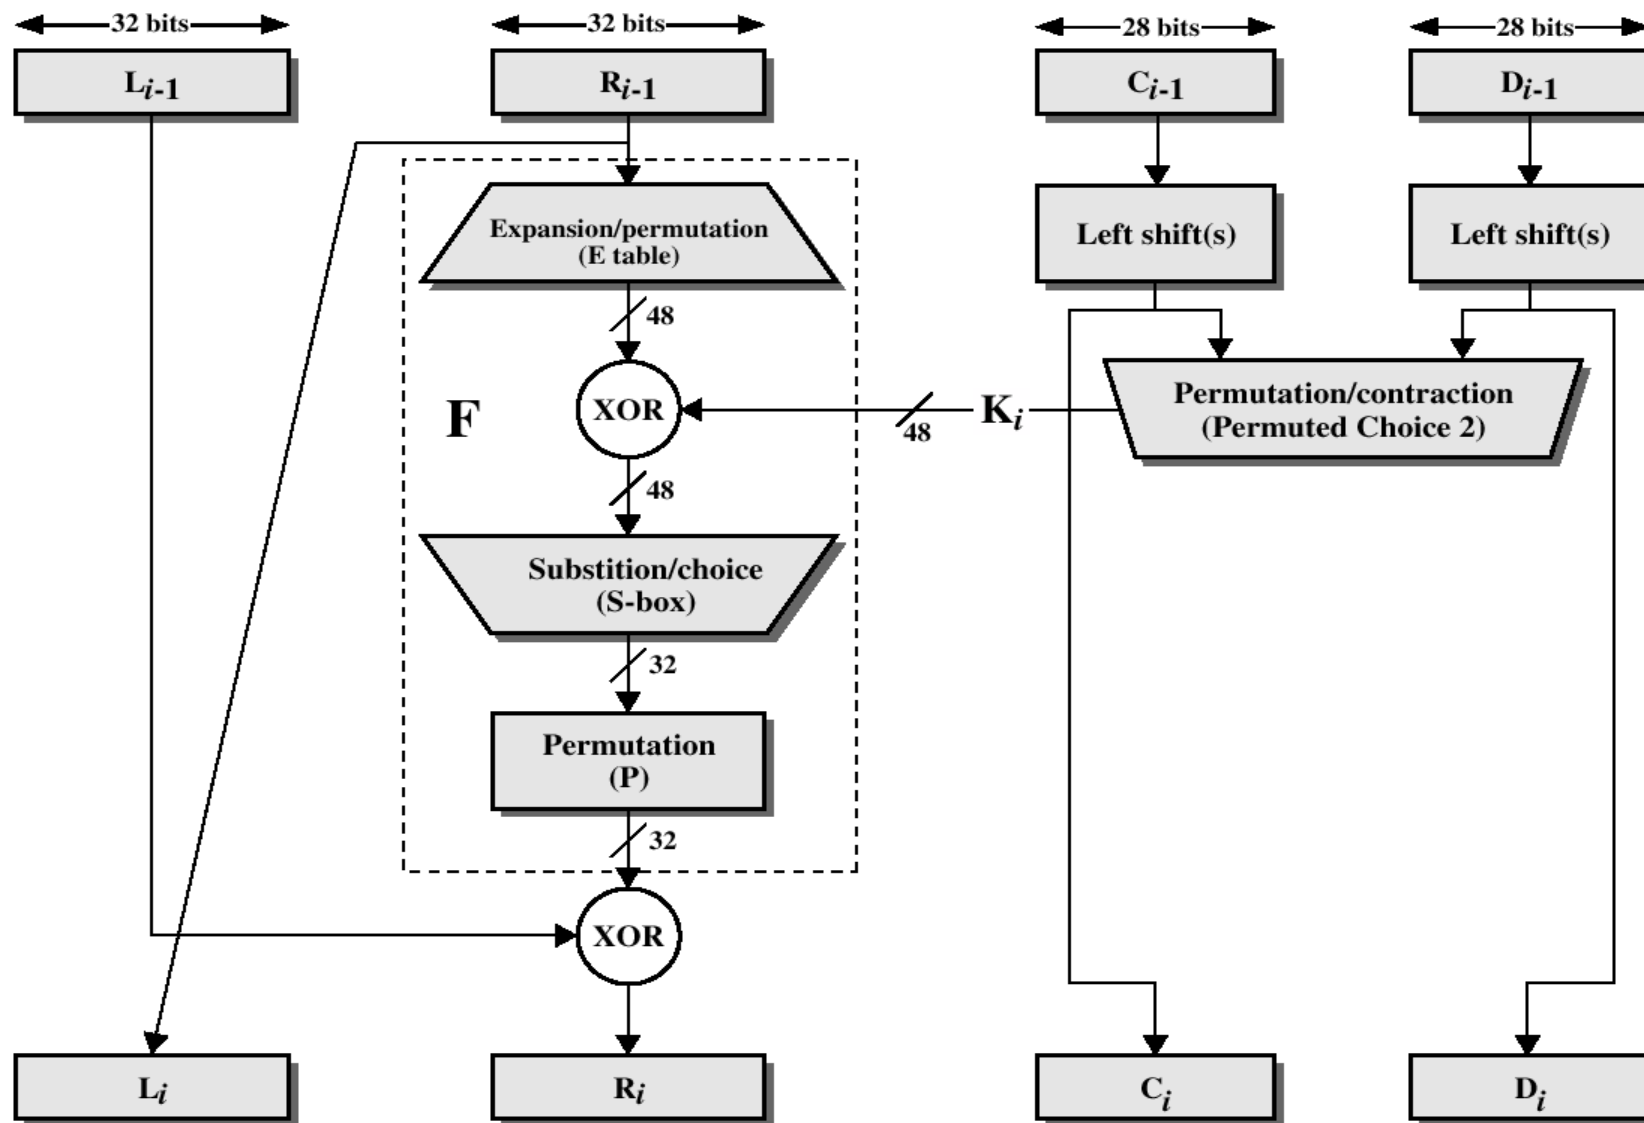 32 bits
32 bits
28 bits
28 bits
Li-1
Ri-1
Ci-1
Di-1
Expansion/permutation
(E table)
Left shift(s)
Left shift(s)
48
F
XOR
48
Ki
Permutation/contraction
(Permuted Choice 2)
48
Substition/choice
(S-box)
32
Permutation
(P)
32
XOR
Li
Ri
Ci
Di